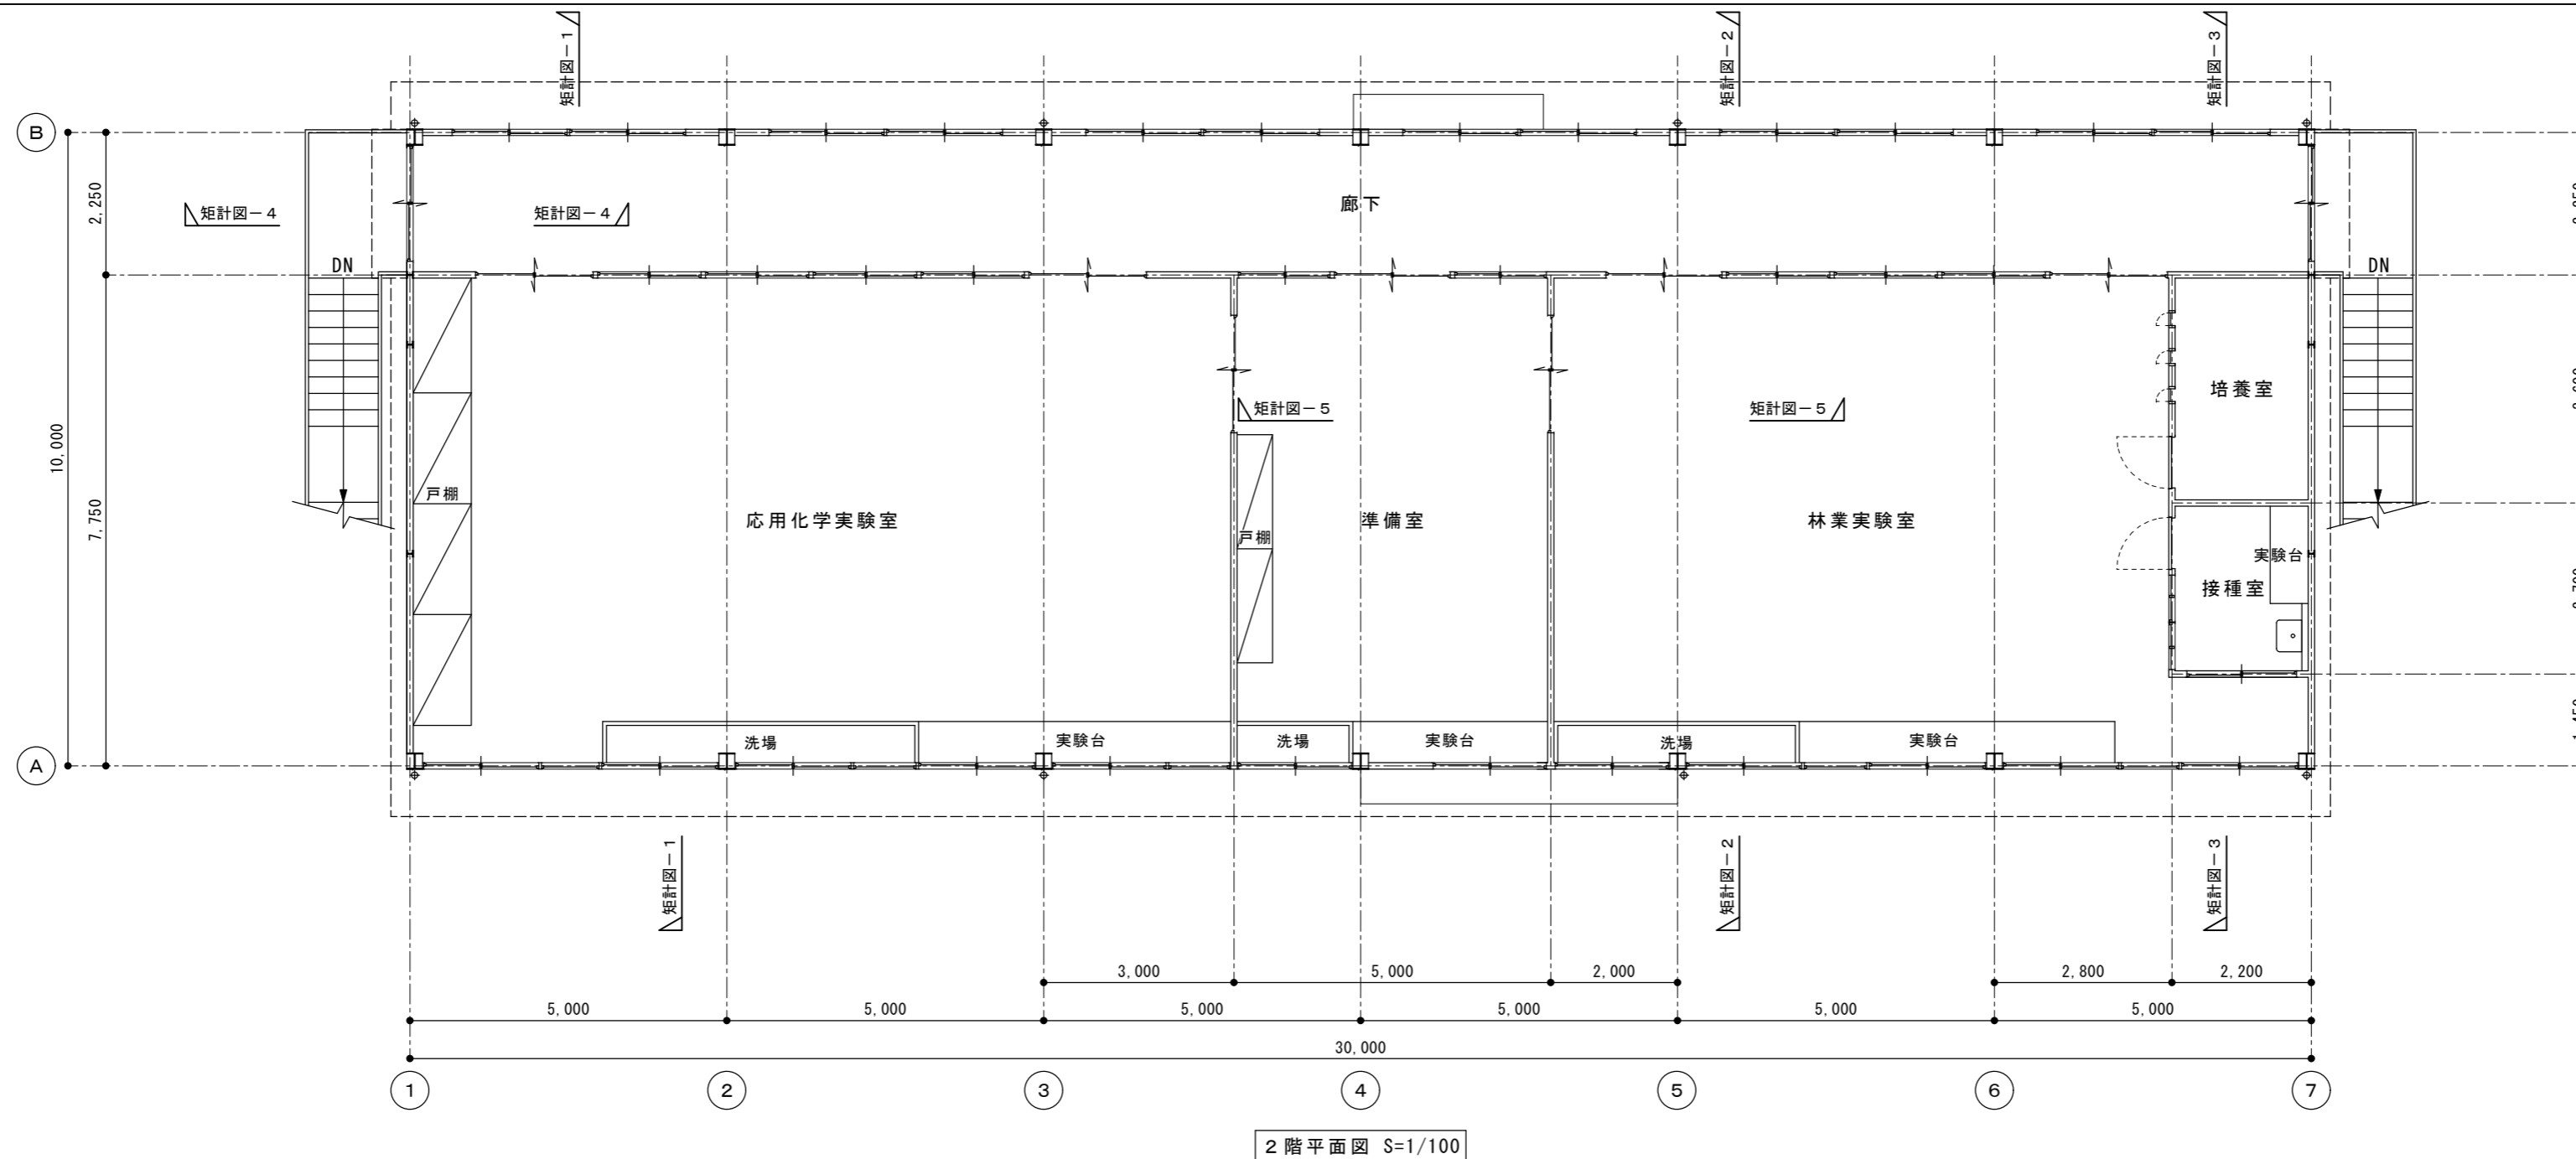 矩計図－1
矩計図－2
矩計図－3
B
2,250
矩計図－4
矩計図－4
廊下
DN
DN
培養室
矩計図－5
矩計図－5
10,000
7,750
戸棚
応用化学実験室
戸棚
準備室
林業実験室
実験台
接種室
洗場
実験台
洗場
実験台
洗場
実験台
A
矩計図－1
矩計図－2
矩計図－3
3,000
5,000
2,000
2,800
2,200
5,000
5,000
5,000
5,000
5,000
5,000
30,000
1
2
3
4
5
6
7
2階平面図 S=1/100